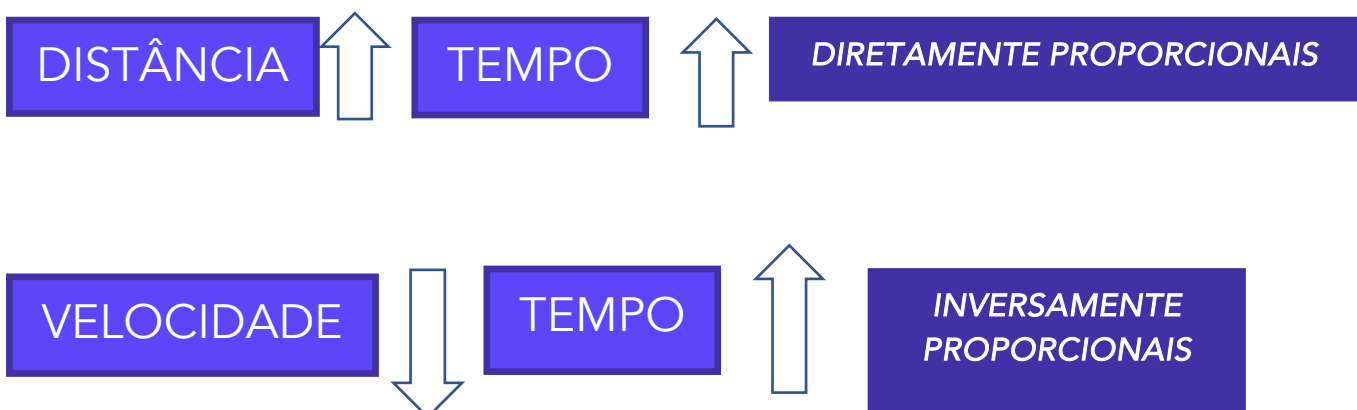 DISTÂNCIA TEMPO DIRETAMENTE PROPORCIONAIS
VELOCIDADE TEMPO INVERSAMENTE
PROPORCIONAIS